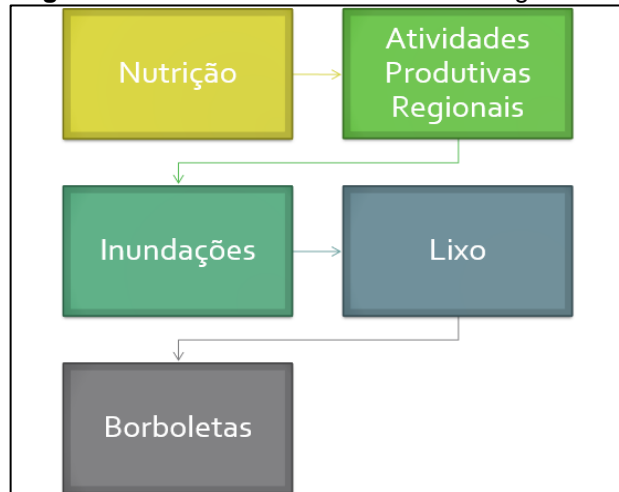 Nutrição
Atividades
Produtivas
Regionais
Inundações
Lixo
Borboletas